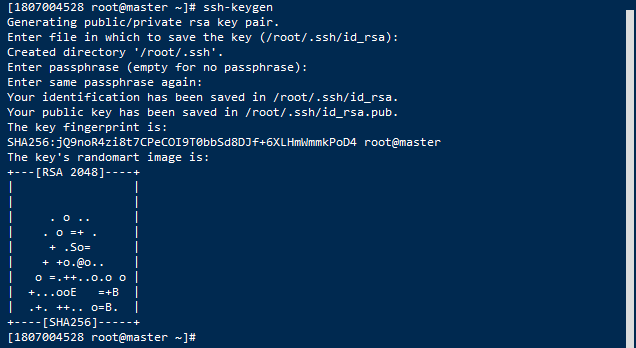 [1807004528 root@master ~]# ssh-keygen
Generating public/private rsa key pair.
Enter file in which to save the key (/root/.ssh/id_rsa):
Created directory '/root/.ssh'.
Enter passphrase (empty for no passphrase):
Enter same passphrase again:
Your identification has been saved in /root/.ssh/id_rsa.
Your public key has been saved in /root/.ssh/id_rsa.pub.
The key fingerprint is:
SHA256:jQ9noR4zi8t7CPeCOI9T0bbSd8DJf+6XLHmWmmkPoD4 root@master
The key's randomart image is:
+---[RSA 2048]----+
|                 |
|                 |
|     . o ..      |
|    . o =+ .     |
|     + .So=      |
|    + +o.@o..    |
|   o =.++..o.o o |
|  +...ooE   =+B  |
|  .+. ++.. o=B.  |
+----[SHA256]-----+
[1807004528 root@master ~]#